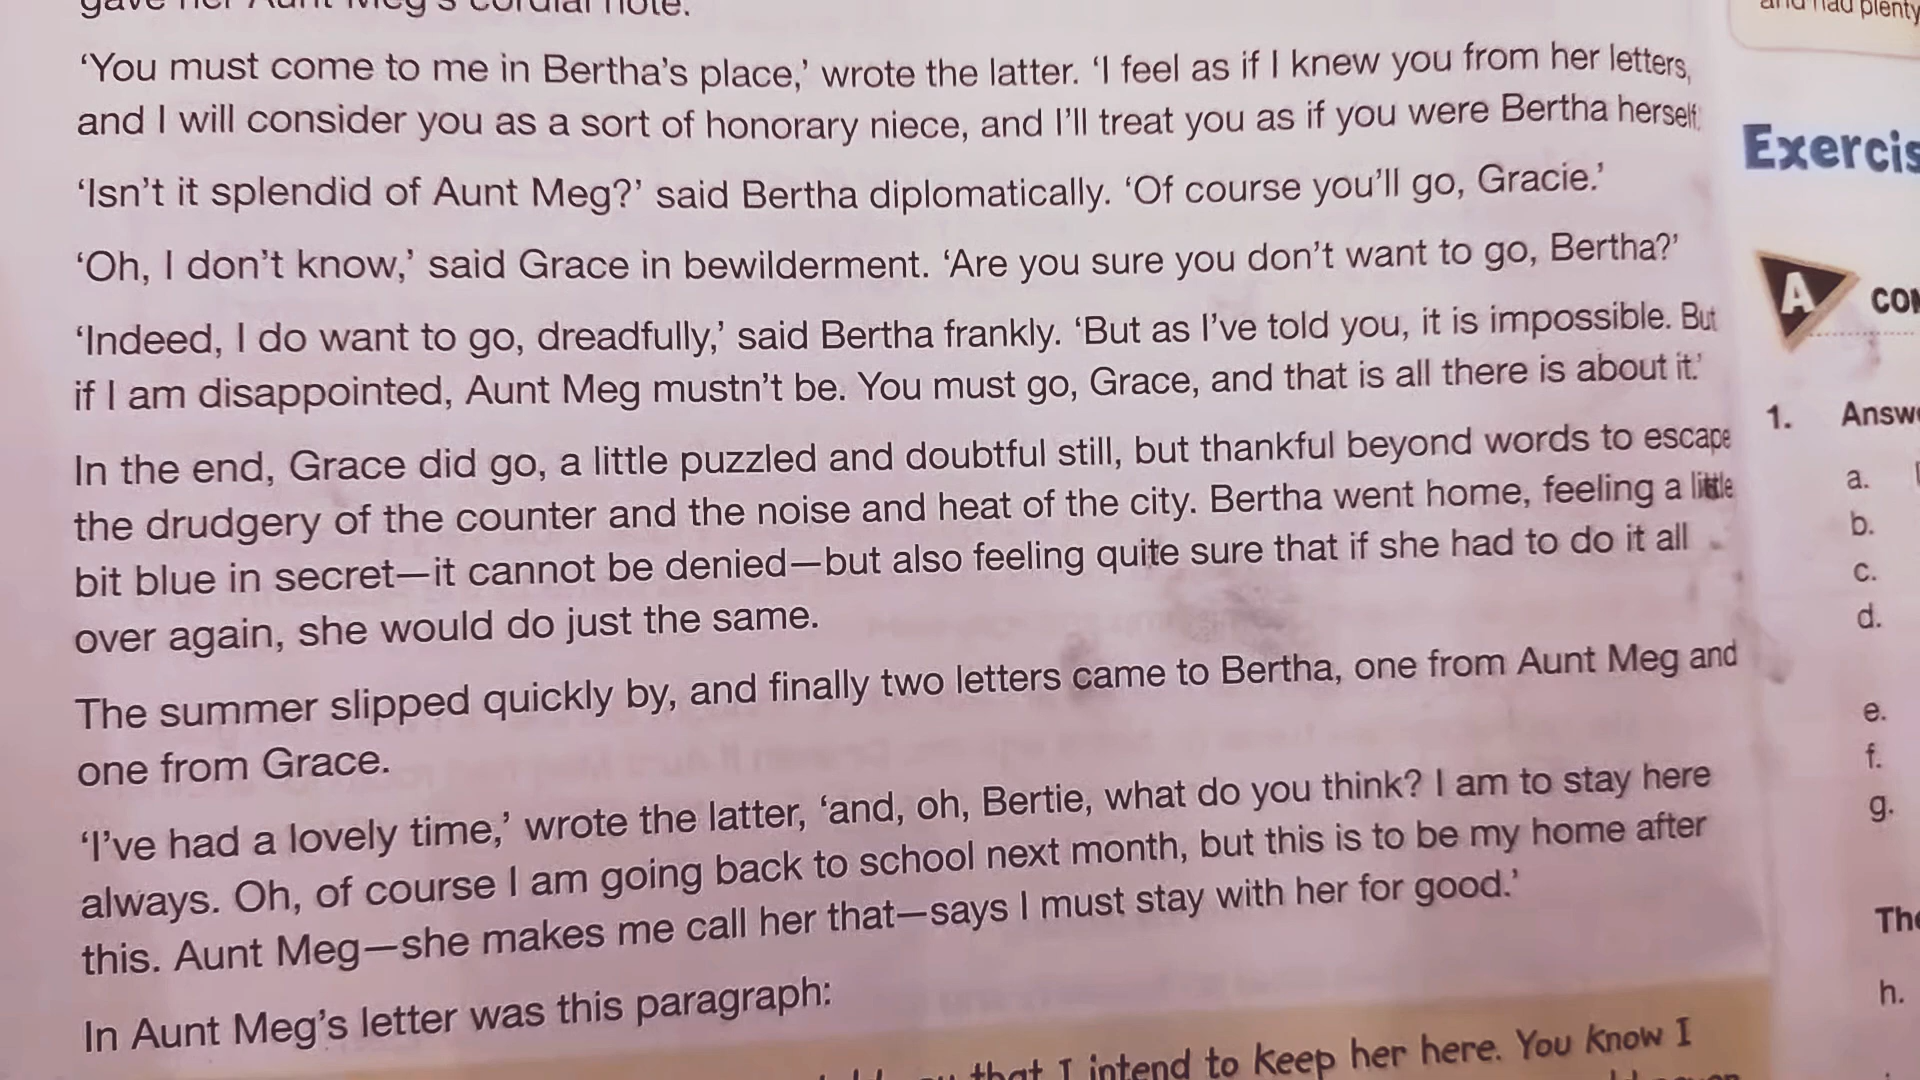 gave her Aunt Meg's cordial note.
‘You must come to me in Bertha’s place,’ wrote the latter. ‘I feel as if I knew you from her letters,
and I will consider you as a sort of honorary niece, and I’ll treat you as if you were Bertha herself.
‘Isn’t it splendid of Aunt Meg?’ said Bertha diplomatically. ‘Of course you’ll go, Gracie.’
‘Oh, I don’t know,’ said Grace in bewilderment. ‘Are you sure you don’t want to go, Bertha?’
‘Indeed, I do want to go, dreadfully,’ said Bertha frankly. ‘But as I’ve told you, it is impossible. But
if I am disappointed, Aunt Meg mustn’t be. You must go, Grace, and that is all there is about it.’
In the end, Grace did go, a little puzzled and doubtful still, but thankful beyond words to escape
the drudgery of the counter and the noise and heat of the city. Bertha went home, feeling a little
bit blue in secret—it cannot be denied—but also feeling quite sure that if she had to do it all
over again, she would do just the same.
The summer slipped quickly by, and finally two letters came to Bertha, one from Aunt Meg and
one from Grace.
‘I’ve had a lovely time,’ wrote the latter, ‘and, oh, Bertie, what do you think? I am to stay here
always. Oh, of course I am going back to school next month, but this is to be my home after
this. Aunt Meg—she makes me call her that—says I must stay with her for good.’
In Aunt Meg’s letter was this paragraph:
that I intend to keep her here. You know I
and had plenty
Exercis
A CON
1. Answe
a.
b.
c.
d.
e.
f.
g.
The
h.